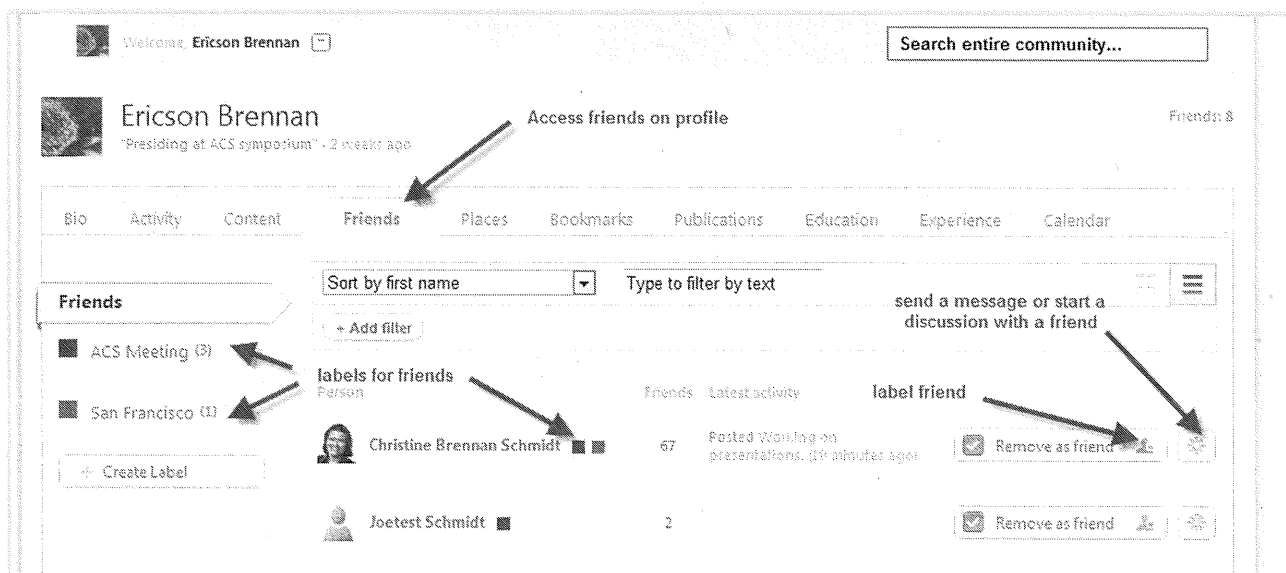 Welcome, Ericson Brennan
Search entire community...
Ericson Brennan
"Presiding at ACS symposium" - 2 weeks ago
Access friends on profile
Friends: 8
Bio Activity Content Friends Places Bookmarks Publications Education Experience Calendar
Friends
Sort by first name Type to filter by text
+ Add filter
send a message or start a
discussion with a friend
ACS Meeting (3)
San Francisco (1)
+ Create Label
labels for friends
label friend
Person Friends Latest activity
Christine Brennan Schmidt 67 Posted Working on
presentations. (19 minutes ago)
Remove as friend
Joetest Schmidt 2 Remove as friend